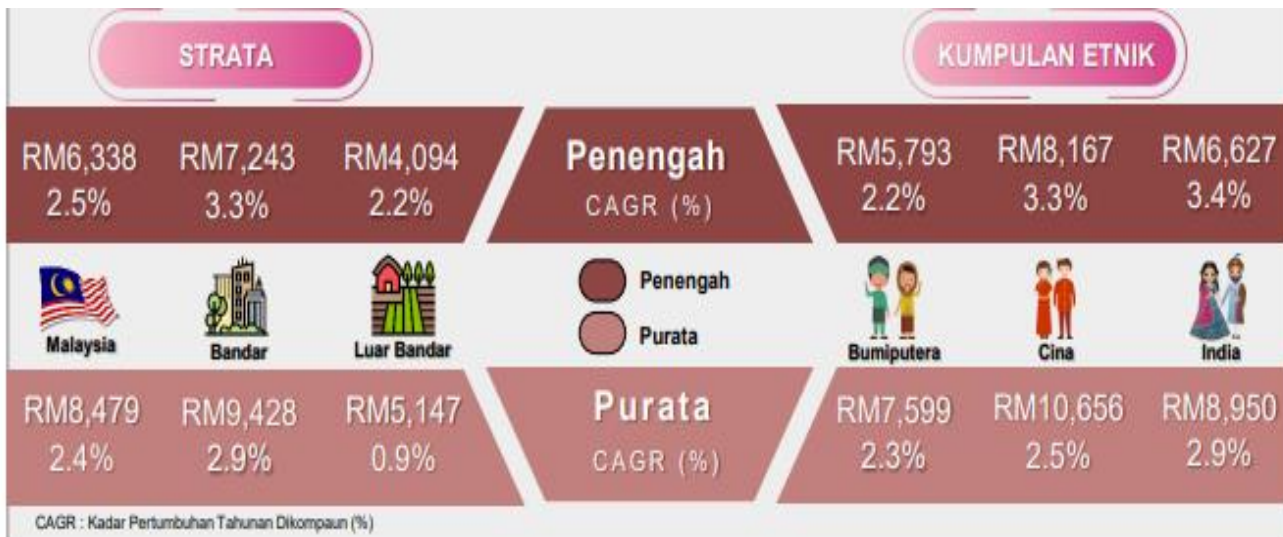 STRATA
KUMPULAN ETNIK
RM6,338 RM7,243 RM4,094 Penengah RM5,793 RM8,167 RM6,627
2.5% 3.3% 2.2% CAGR (%) 2.2% 3.3% 3.4%
Penengah
Purata
Malaysia Bandar Luar Bandar Bumiputera Cina India
RM8,479 RM9,428 RM5,147 Purata RM7,599 RM10,656 RM8,950
2.4% 2.9% 0.9% CAGR (%) 2.3% 2.5% 2.9%
CAGR : Kadar Pertumbuhan Tahunan Dikompaun (%)